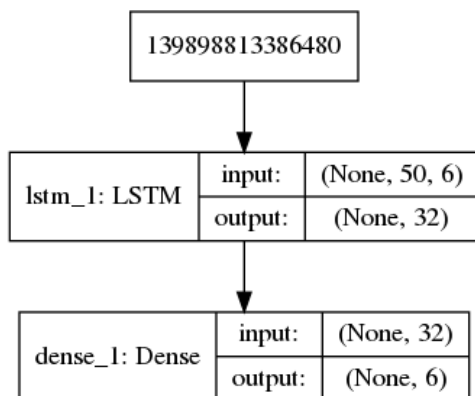 139898813386480
lstm_1: LSTM
input:
(None, 50, 6)
output:
(None, 32)
dense_1: Dense
input:
(None, 32)
output:
(None, 6)